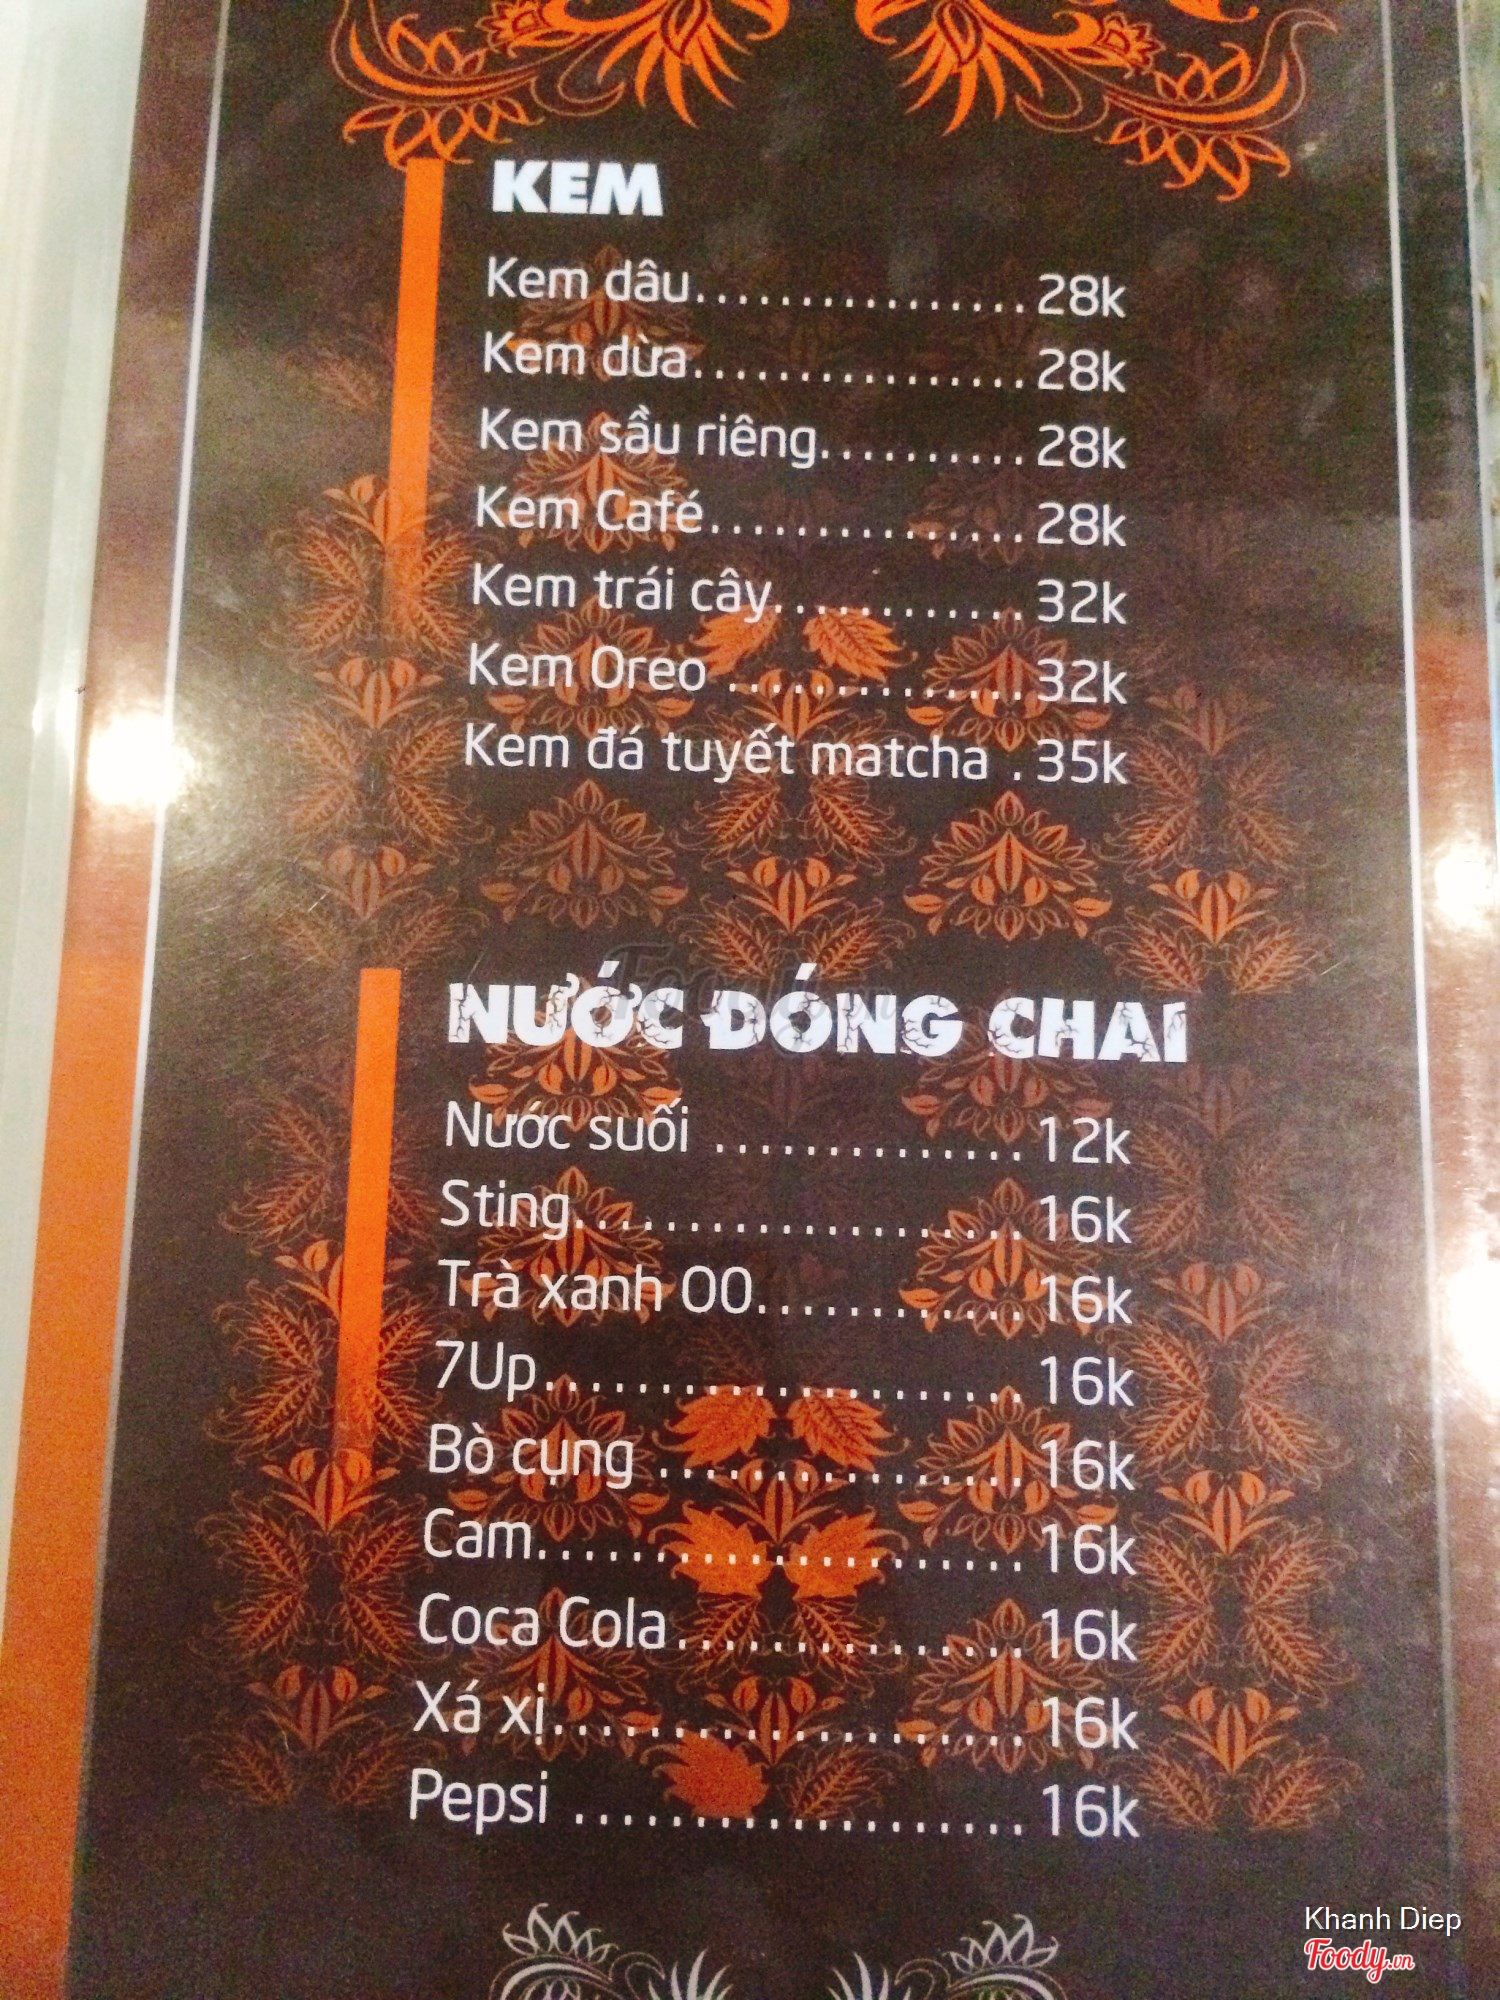 KEM
Kem dâu................28k
Kem dừa................28k
Kem sầu riêng..........28k
Kem Café...............28k
Kem trái cây............32k
Kem Oreo ..............32k
Kem đá tuyết matcha .35k
NƯỚC ĐÓNG CHAI
Nước suối ..............12k
Sting...................16k
Trà xanh OO............16k
7Up....................16k
Bò cụng ................16k
Cam.....................16k
Coca Cola...............16k
Xá xị....................16k
Pepsi ...................16k
Khanh Diep
Foody.vn